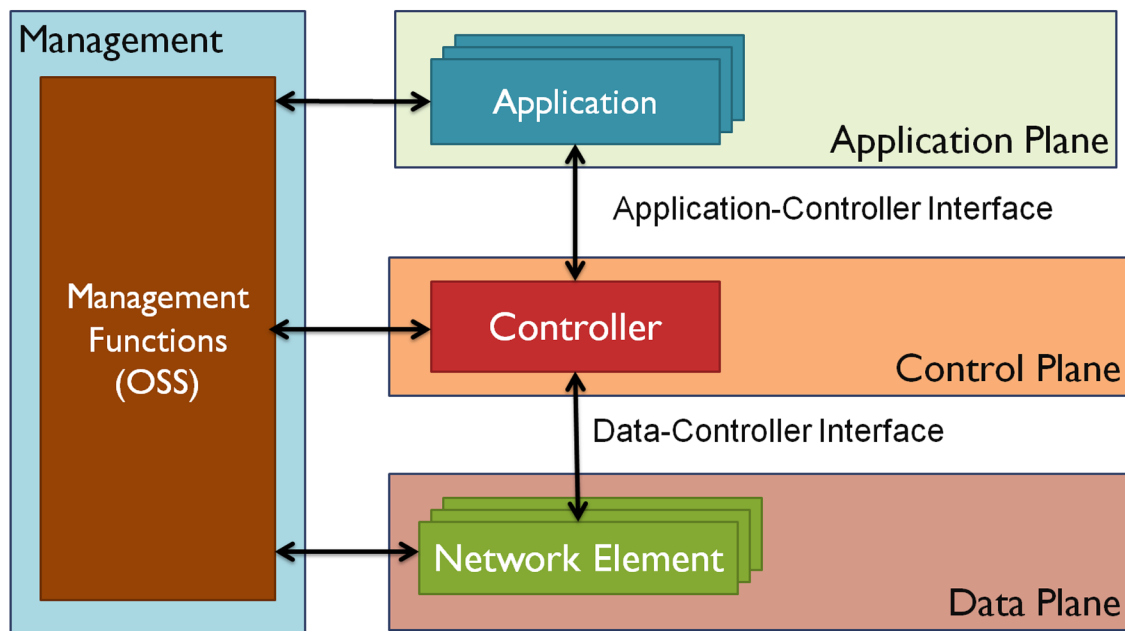 Management
Management
Functions
(OSS)
Application
Application Plane
Application-Controller Interface
Controller
Control Plane
Data-Controller Interface
Network Element
Data Plane